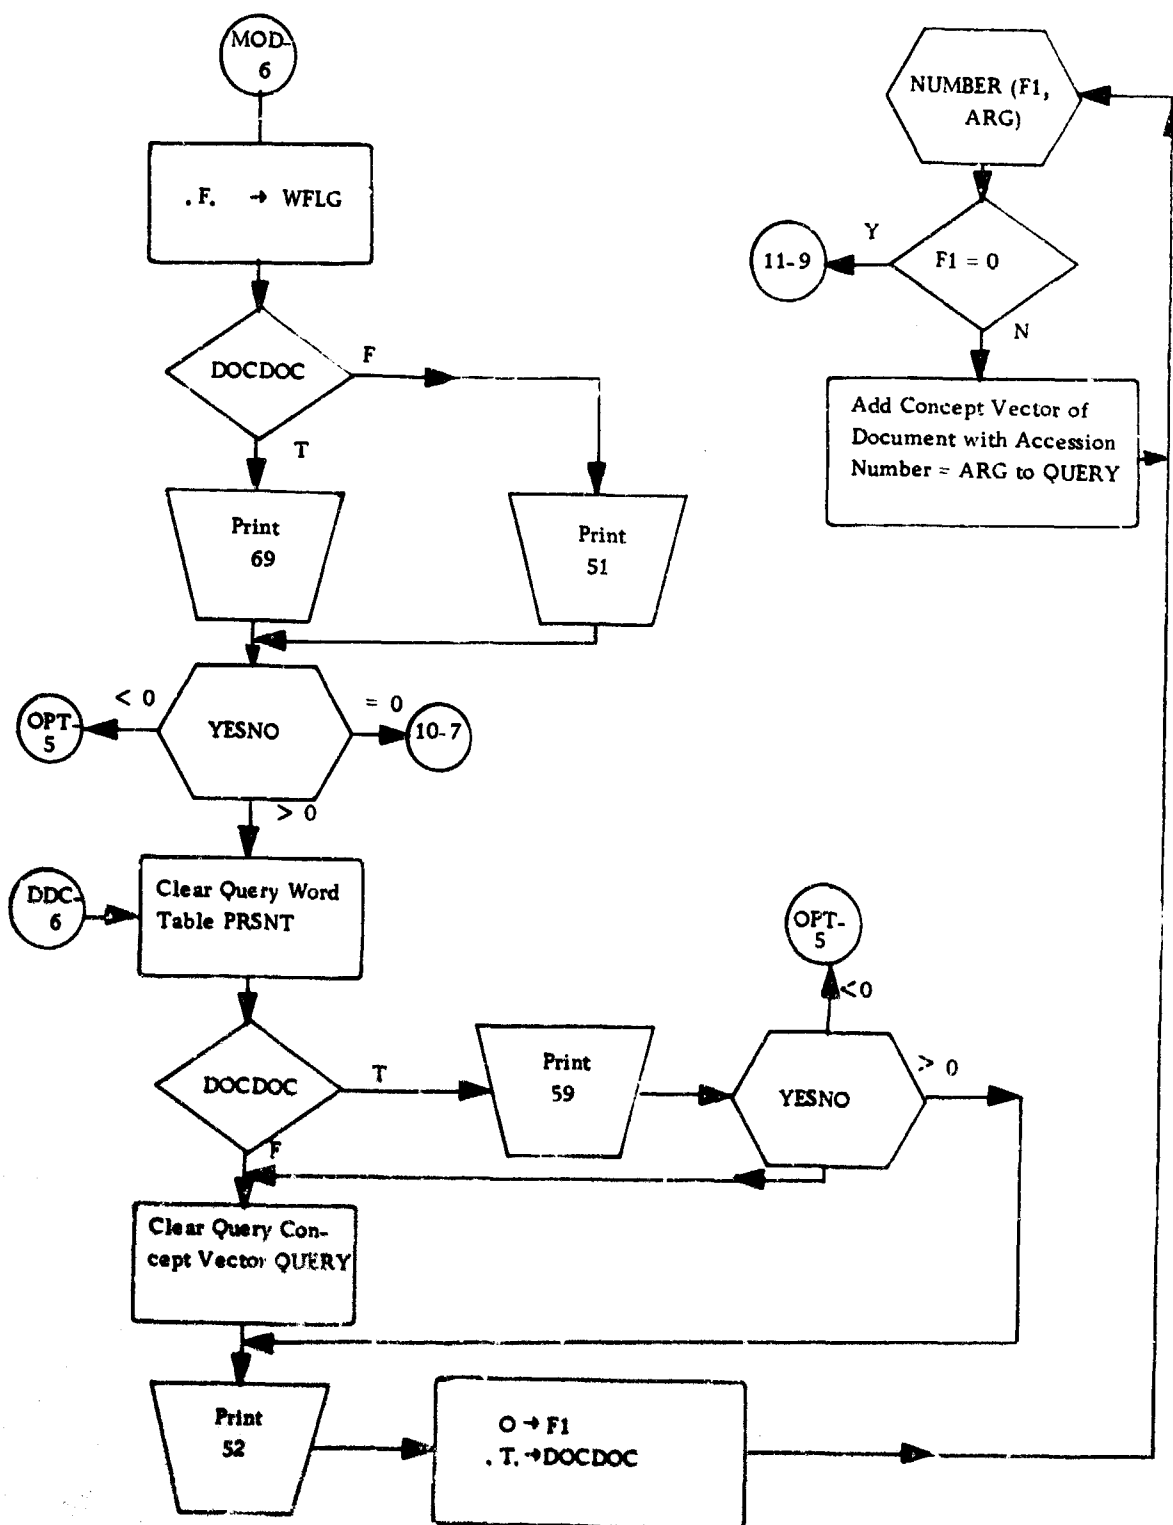 MOD-
6
.F. → WFLG
DOCDOC
F
T
Print
69
Print
51
< 0
= 0
OPT-
5
YESNO
10-7
> 0
DDC-
6
Clear Query Word
Table PRSNT
DOCDOC
T
F
Print
59
OPT-
5
<0
YESNO
> 0
Clear Query Con-
cept Vector QUERY
Print
52
O → F1
.T. → DOCDOC
NUMBER (F1,
ARG)
Y
11-9
F1 = 0
N
Add Concept Vector of
Document with Accession
Number = ARG to QUERY